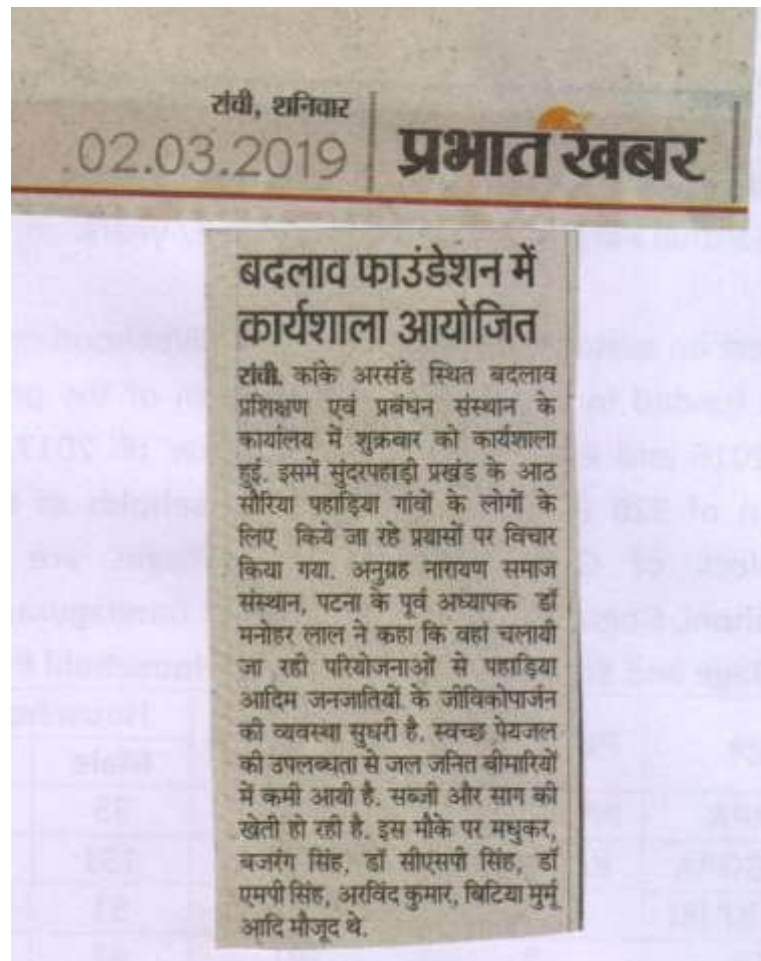 रांची, शनिवार
.02.03.2019
प्रभात खबर
बदलाव फाउंडेशन में
कार्यशाला आयोजित
रांची. कांके अरसंडे स्थित बदलाव
प्रशिक्षण एवं प्रबंधन संस्थान के
कार्यालय में शुक्रवार को कार्यशाला
हुई. इसमें सुंदरपहाड़ी प्रखंड के आठ
सौरिया पहाड़िया गांवों के लोगों के
लिए किये जा रहे प्रयासों पर विचार
किया गया. अनुग्रह नारायण समाज
संस्थान, पटना के पूर्व अध्यापक डॉ
मनोहर लाल ने कहा कि वहां चलायी
जा रही परियोजनाओं से पहाड़िया
आदिम जनजातियों के जीविकोपार्जन
की व्यवस्था सुधरी है. स्वच्छ पेयजल
की उपलब्धता से जल जनित बीमारियों
में कमी आयी है. सब्जी और साग की
खेती हो रही है. इस मौके पर मधुकर,
बजरंग सिंह, डॉ सीएसपी सिंह, डॉ
एमपी सिंह, अरविंद कुमार, बिटिया मुर्मू
आदि मौजूद थे.